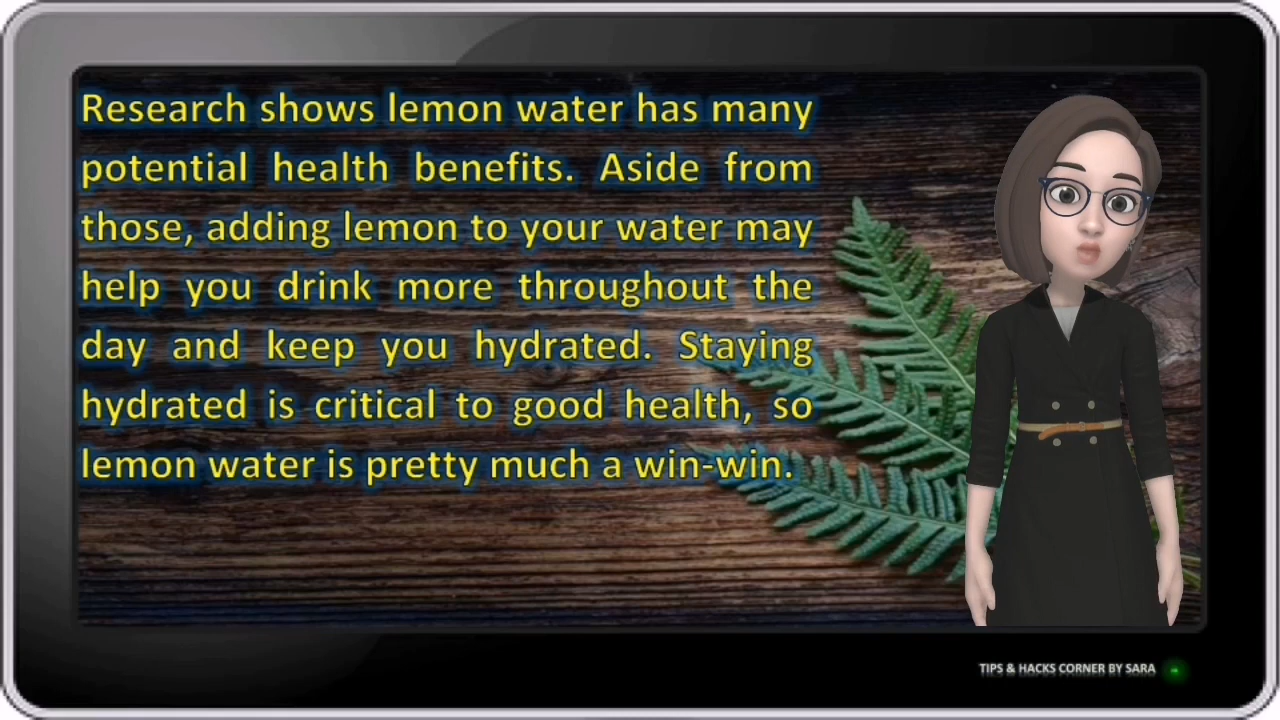 Research shows lemon water has many
potential health benefits. Aside from
those, adding lemon to your water may
help you drink more throughout the
day and keep you hydrated. Staying
hydrated is critical to good health, so
lemon water is pretty much a win-win.
TIPS & HACKS CORNER BY SARA